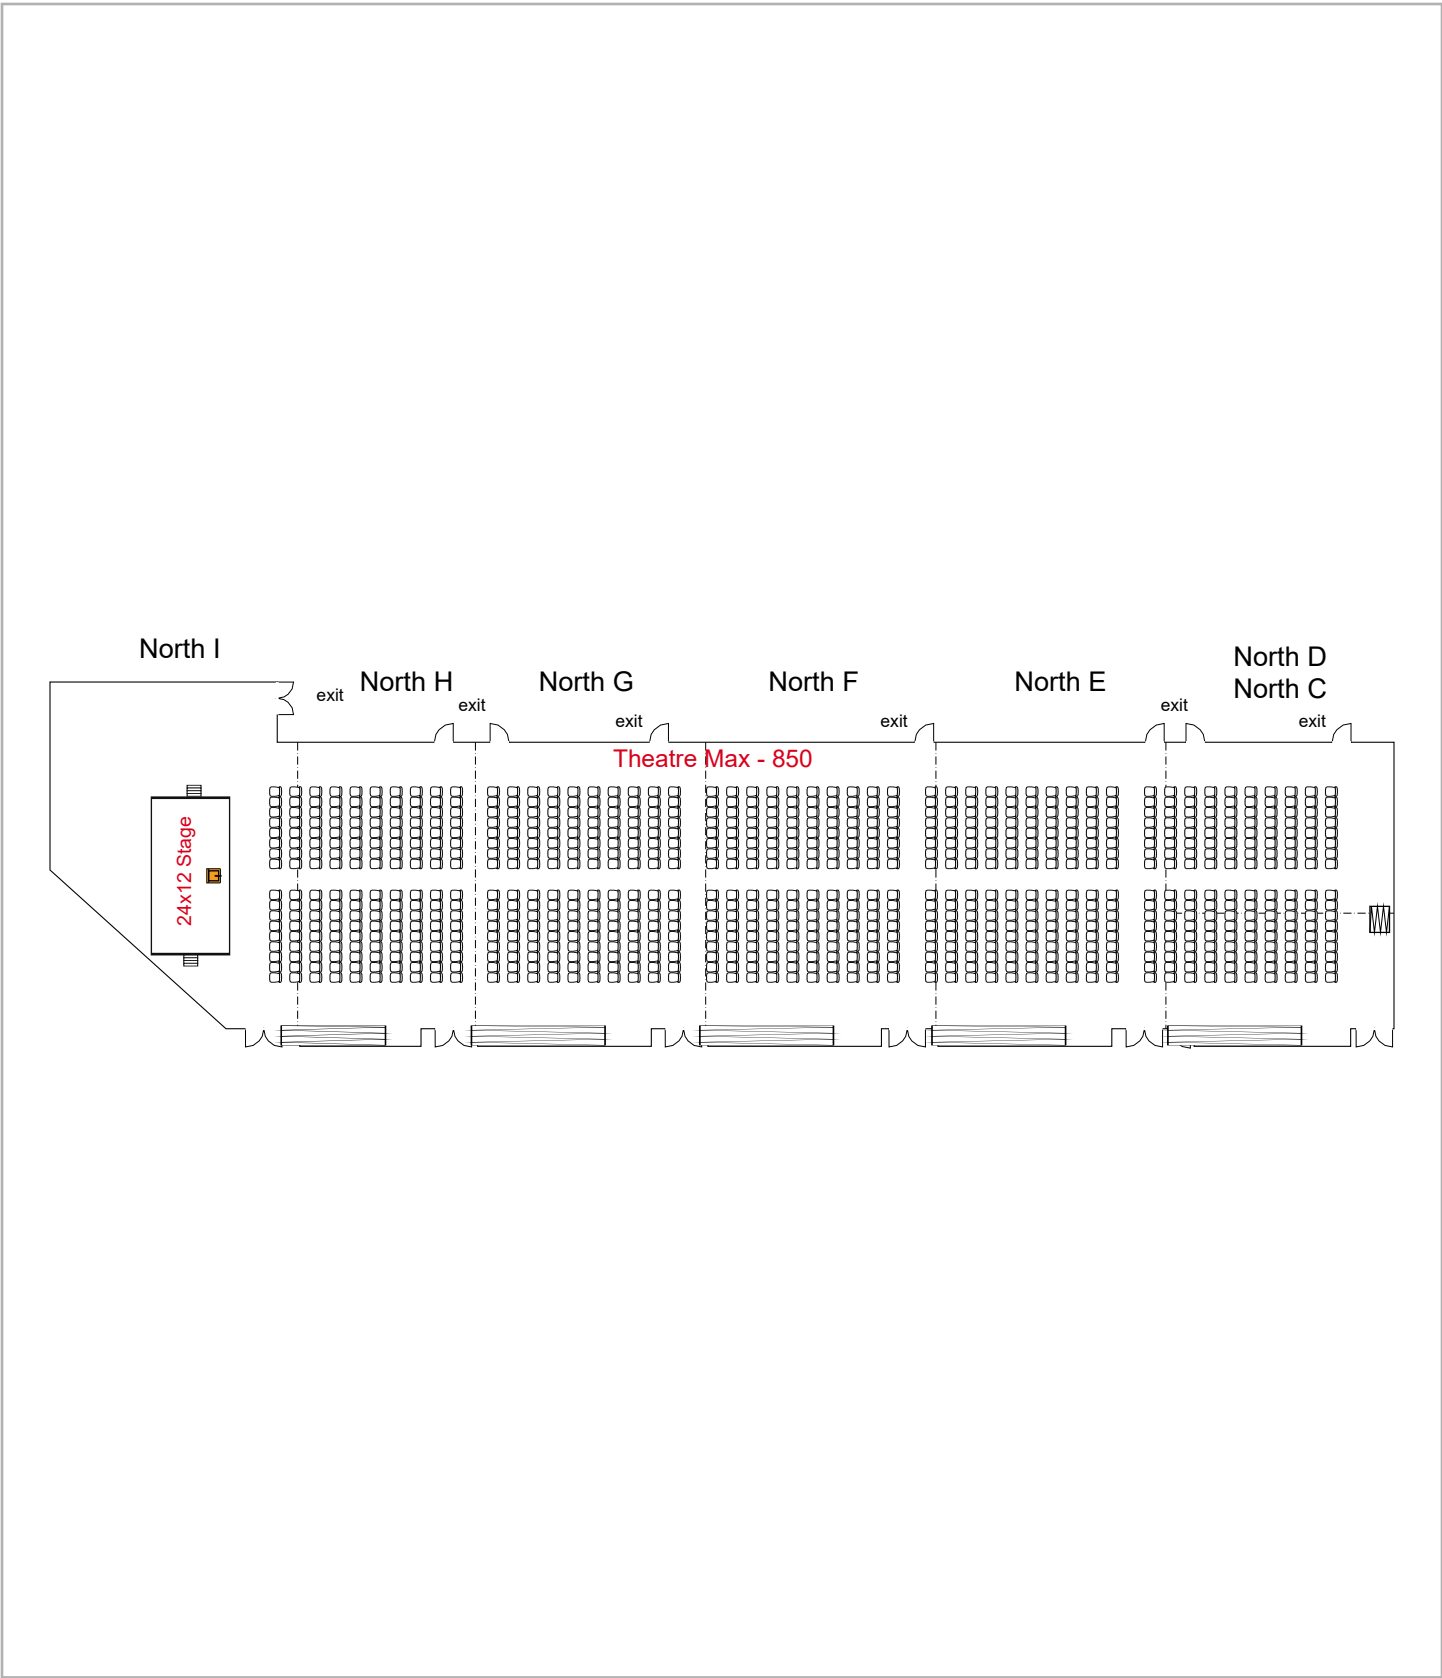 North I
North D
North C
North H
North G
North F
North E
exit
exit
exit
exit
exit
exit
Theatre Max - 850
24x12 Stage